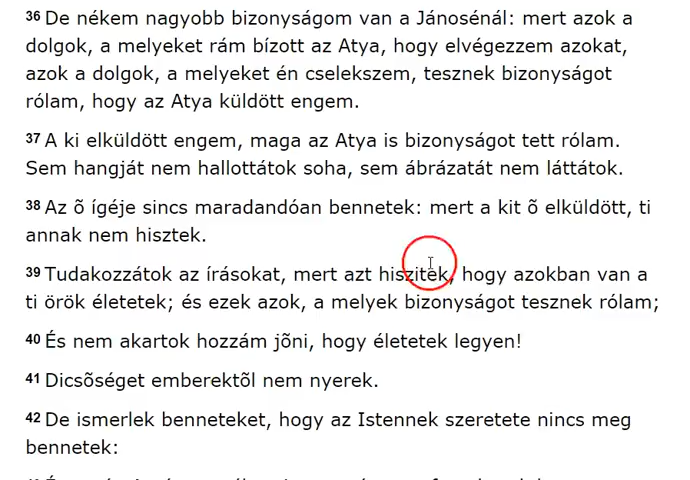 36 De nékem nagyobb bizonyságom van a Jánosénál: mert azok a
dolgok, a melyeket rám bízott az Atya, hogy elvégezzem azokat,
azok a dolgok, a melyeket én cselekszem, tesznek bizonyságot
rólam, hogy az Atya küldött engem.
37 A ki elküldött engem, maga az Atya is bizonyságot tett rólam.
Sem hangját nem hallottátok soha, sem ábrázatát nem láttátok.
38 Az õ ígéje sincs maradandóan bennetek: mert a kit õ elküldött, ti
annak nem hisztek.
39 Tudakozzátok az írásokat, mert azt hiszitek, hogy azokban van a
ti örök életetek; és ezek azok, a melyek bizonyságot tesznek rólam;
40 És nem akartok hozzám jõni, hogy életetek legyen!
41 Dicsõséget emberektõl nem nyerek.
42 De ismerlek benneteket, hogy az Istennek szeretete nincs meg
bennetek: